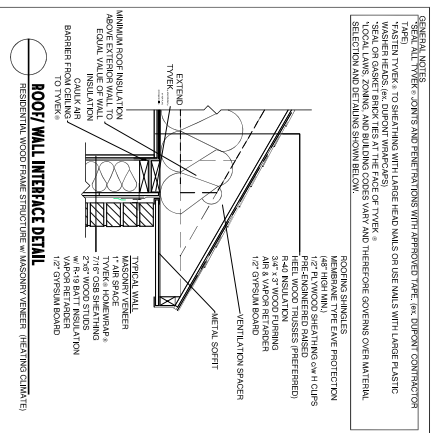 GENERAL NOTES
*SEAL ALL TYVEK® JOINTS AND PENETRATIONS WITH APPROVED TAPE. (ex. DUPONT CONTRACTOR
TAPE)
*FASTEN TYVEK® TO SHEATHING WITH LARGE HEAD NAILS OR USE NAILS WITH LARGE PLASTIC
WASHER HEADS. (ex. DUPONT WRAPCAPS)
*SEAL OR GASKET BRICK TIES AT THE FACE OF TYVEK ®
*LOCAL LAWS, ZONING, AND BUILDING CODES VARY AND THEREFORE GOVERNS OVER MATERIAL
SELECTION AND DETAILING SHOWN BELOW.
ROOFING SHINGLES
MEMBRANE TYPE EAVE PROTECTION
(48" HIGH MIN.)
1/2" PLYWOOD SHEATHING c/w H CLIPS
PRE-ENGINEERED RAISED
HEEL WOOD TRUSSES (PREFERRED)
R-40 INSULATION
3/4" x 3" WOOD FURRING
AIR & VAPOR RETARDER
1/2" GYPSUM BOARD
VENTILATION SPACER
METAL SOFFIT
EXTEND
TYVEK
MINIMUM ROOF INSULATION
ABOVE EXTERIOR WALL TO
EQUAL VALUE OF WALL
INSULATION
CAULK AIR
BARRIER FROM CEILING
TO TYVEK®
TYPICAL WALL
MASONRY VENEER
1" AIR SPACE
TYVEK® HOMEWRAP®
7/16" OSB SHEATHING
2"x6" WOOD STUDS
w/ R-19 BATT INSULATION
VAPOR RETARDER
1/2" GYPSUM BOARD
ROOF/ WALL INTERFACE DETAIL
RESIDENTIAL WOOD FRAME STRUCTURE w/ MASONRY VENEER (HEATING CLIMATE)